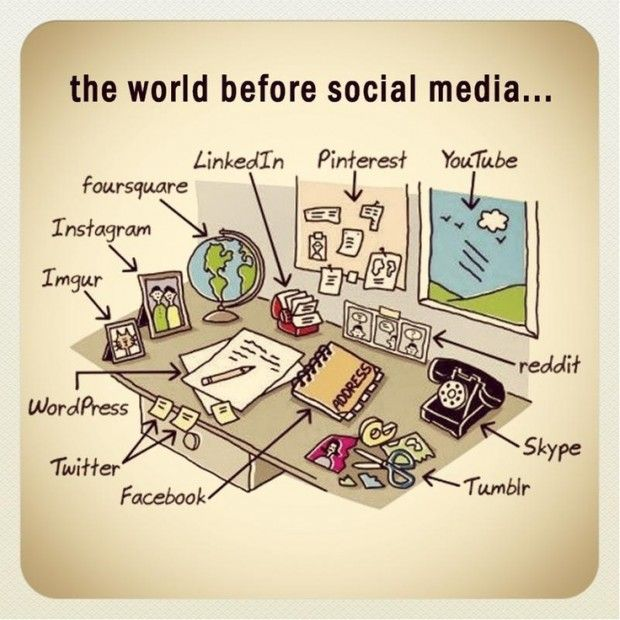 the world before social media...
LinkedIn
Pinterest
YouTube
foursquare
Instagram
Imgur
reddit
ADDRESS
WordPress
Skype
Twitter
Tumblr
Facebook